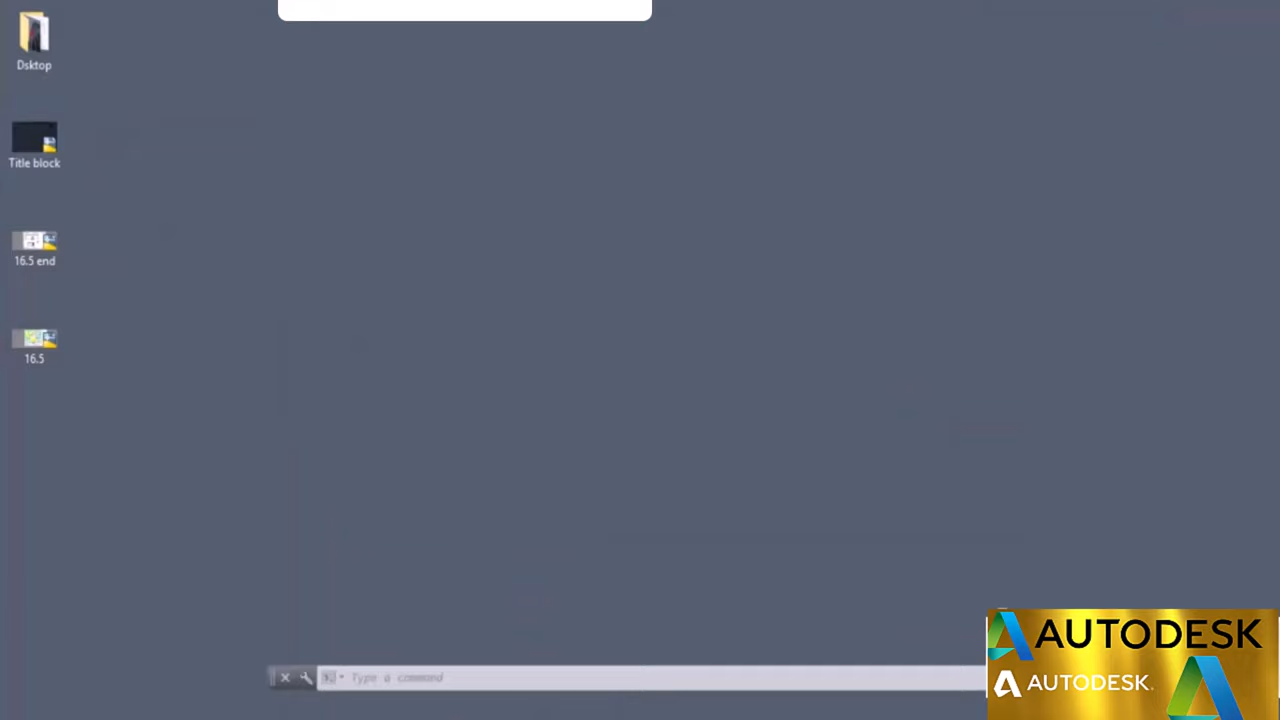 Dsktop
Title block
16.5 end
16.5
Type a command
AUTODESK
AUTODESK.